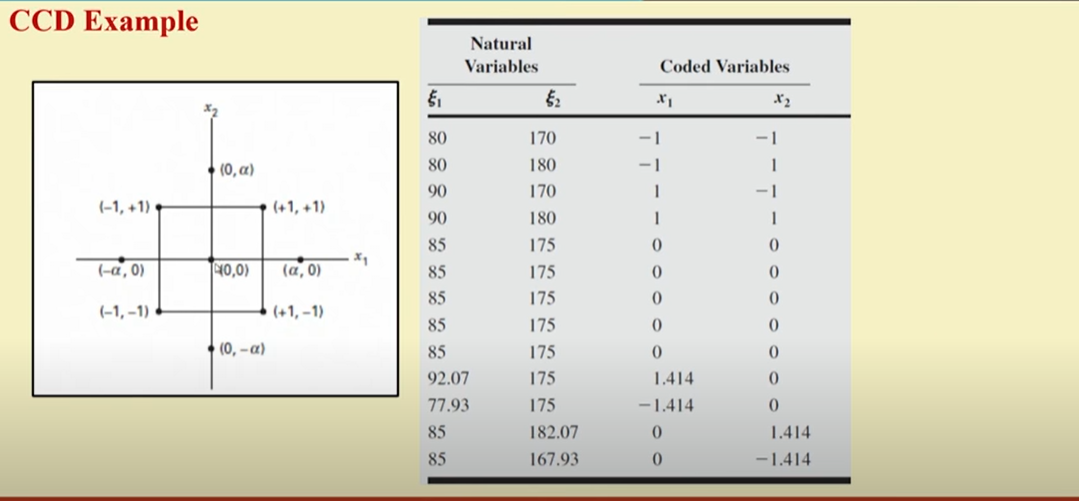 CCD Example
x₂
(0, α)
(−1, +1)
(+1, +1)
x₁
(−α, 0)
(0,0)
(α, 0)
(−1, −1)
(+1, −1)
(0, −α)
Natural
Variables
Coded Variables
ξ₁ ξ₂ x₁ x₂
80 170 −1 −1
80 180 −1 1
90 170 1 −1
90 180 1 1
85 175 0 0
85 175 0 0
85 175 0 0
85 175 0 0
85 175 0 0
92.07 175 1.414 0
77.93 175 −1.414 0
85 182.07 0 1.414
85 167.93 0 −1.414